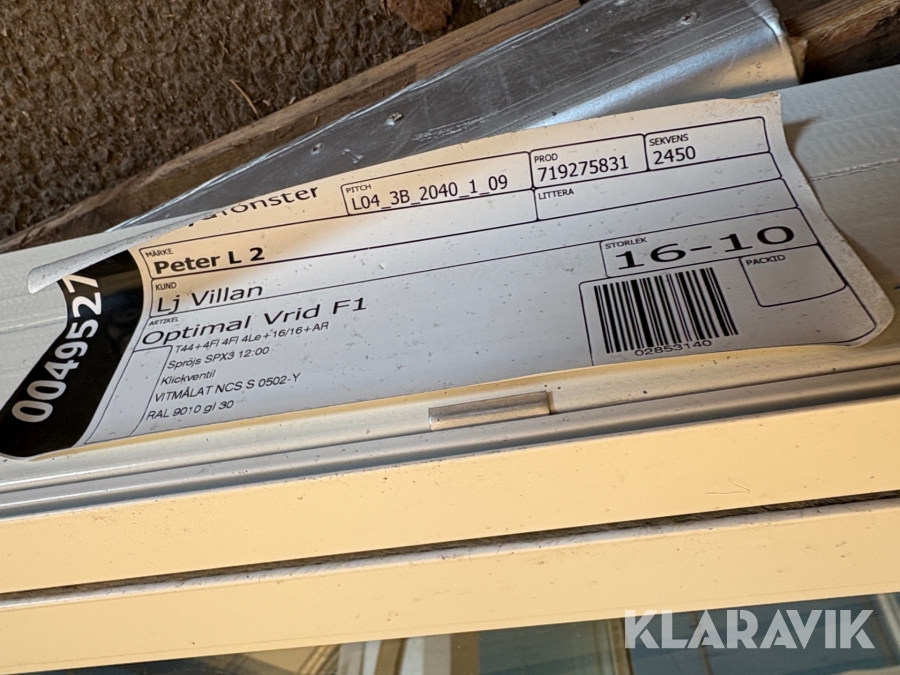 PITCH
L04_3B_2040_1_09
PROD
719275831
SEKVENS
2450
LITTERA
MÄRKE
Peter L 2
KUND
Lj Villan
STORLEK
16-10
ARTIKEL
Optimal Vrid F1
T44+4Fl 4Fl 4Le+16/16+AR
Spröjs SPX3 12:00
Klickventil
VITMÅLAT NCS S 0502-Y
RAL 9010 gl 30
PACKID
02853140
0049527
KLARAVIK